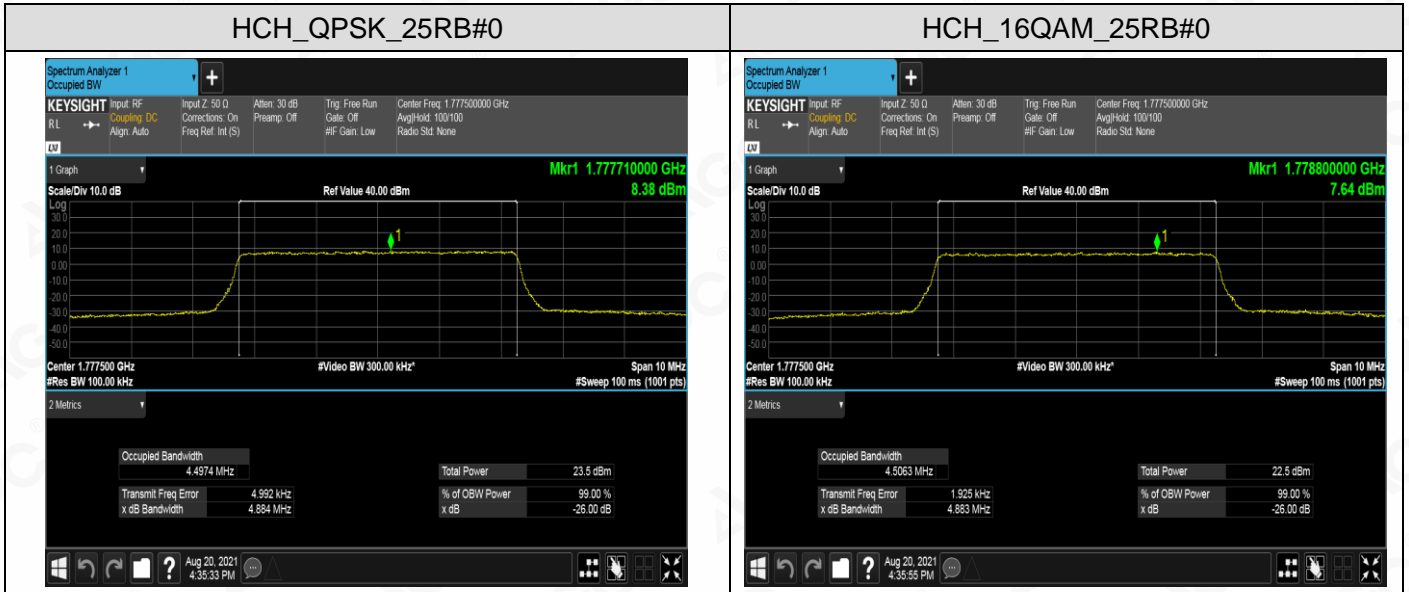 HCH_QPSK_25RB#0
Spectrum Analyzer 1
Occupied BW
+
KEYSIGHT Input: RF Input Z: 50 Ω Atten: 30 dB Trig: Free Run Center Freq: 1.777500000 GHz
RL Coupling: DC Corrections: On Preamp: Off Gate: Off Avg|Hold: 100/100
Align: Auto Freq Ref: Int (S) #IF Gain: Low Radio Std: None
LXI
1 Graph Mkr1 1.777710000 GHz
Scale/Div 10.0 dB Ref Value 40.00 dBm 8.38 dBm
Log
30.0
20.0
1
10.0
0.00
-10.0
-20.0
-30.0
-40.0
-50.0
Center 1.777500 GHz #Video BW 300.00 kHz* Span 10 MHz
#Res BW 100.00 kHz #Sweep 100 ms (1001 pts)
2 Metrics
Occupied Bandwidth
4.4974 MHz Total Power 23.5 dBm
Transmit Freq Error 4.992 kHz % of OBW Power 99.00 %
x dB Bandwidth 4.884 MHz x dB -26.00 dB
? Aug 20, 2021
4:35:33 PM
HCH_16QAM_25RB#0
Spectrum Analyzer 1
Occupied BW
+
KEYSIGHT Input: RF Input Z: 50 Ω Atten: 30 dB Trig: Free Run Center Freq: 1.777500000 GHz
RL Coupling: DC Corrections: On Preamp: Off Gate: Off Avg|Hold: 100/100
Align: Auto Freq Ref: Int (S) #IF Gain: Low Radio Std: None
LXI
1 Graph Mkr1 1.778800000 GHz
Scale/Div 10.0 dB Ref Value 40.00 dBm 7.64 dBm
Log
30.0
20.0
1
10.0
0.00
-10.0
-20.0
-30.0
-40.0
-50.0
Center 1.777500 GHz #Video BW 300.00 kHz* Span 10 MHz
#Res BW 100.00 kHz #Sweep 100 ms (1001 pts)
2 Metrics
Occupied Bandwidth
4.5063 MHz Total Power 22.5 dBm
Transmit Freq Error 1.925 kHz % of OBW Power 99.00 %
x dB Bandwidth 4.883 MHz x dB -26.00 dB
? Aug 20, 2021
4:35:55 PM